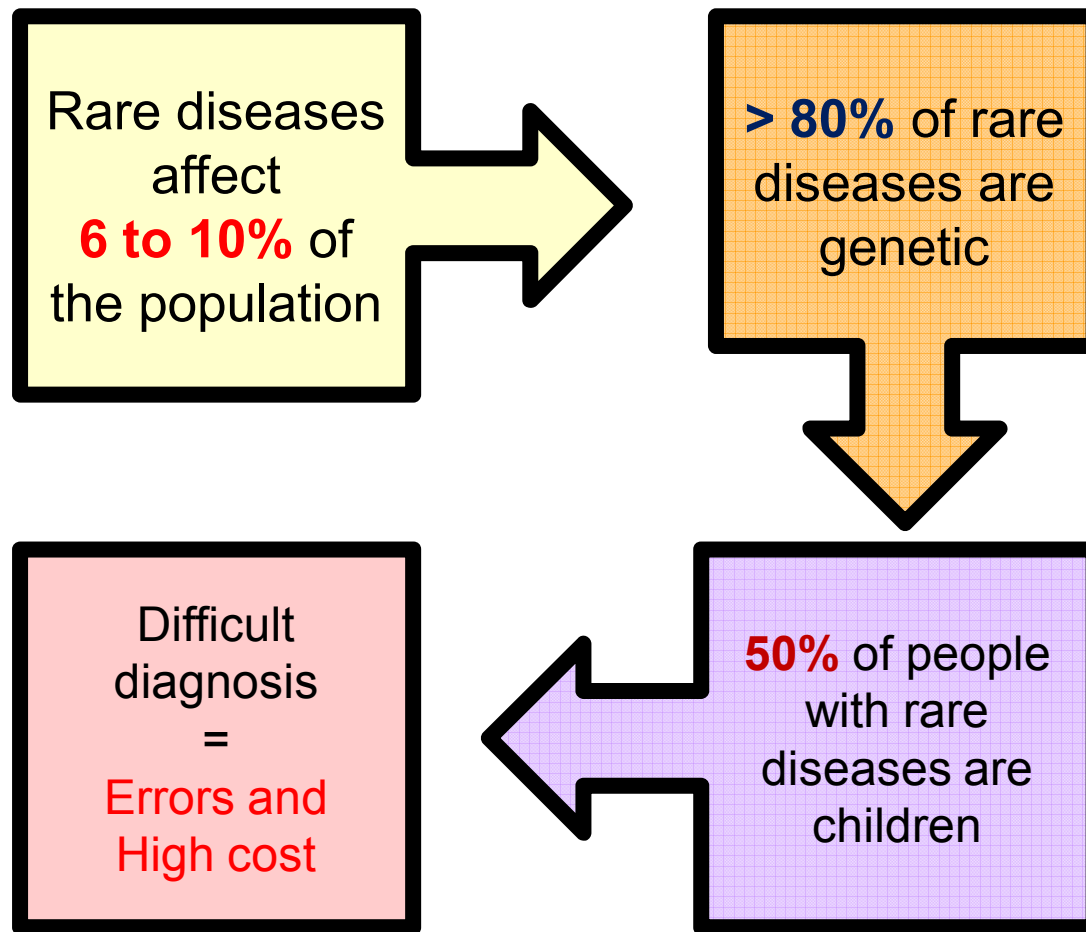 Rare diseases
affect
6 to 10% of
the population
> 80% of rare
diseases are
genetic
50% of people
with rare
diseases are
children
Difficult
diagnosis
=
Errors and
High cost